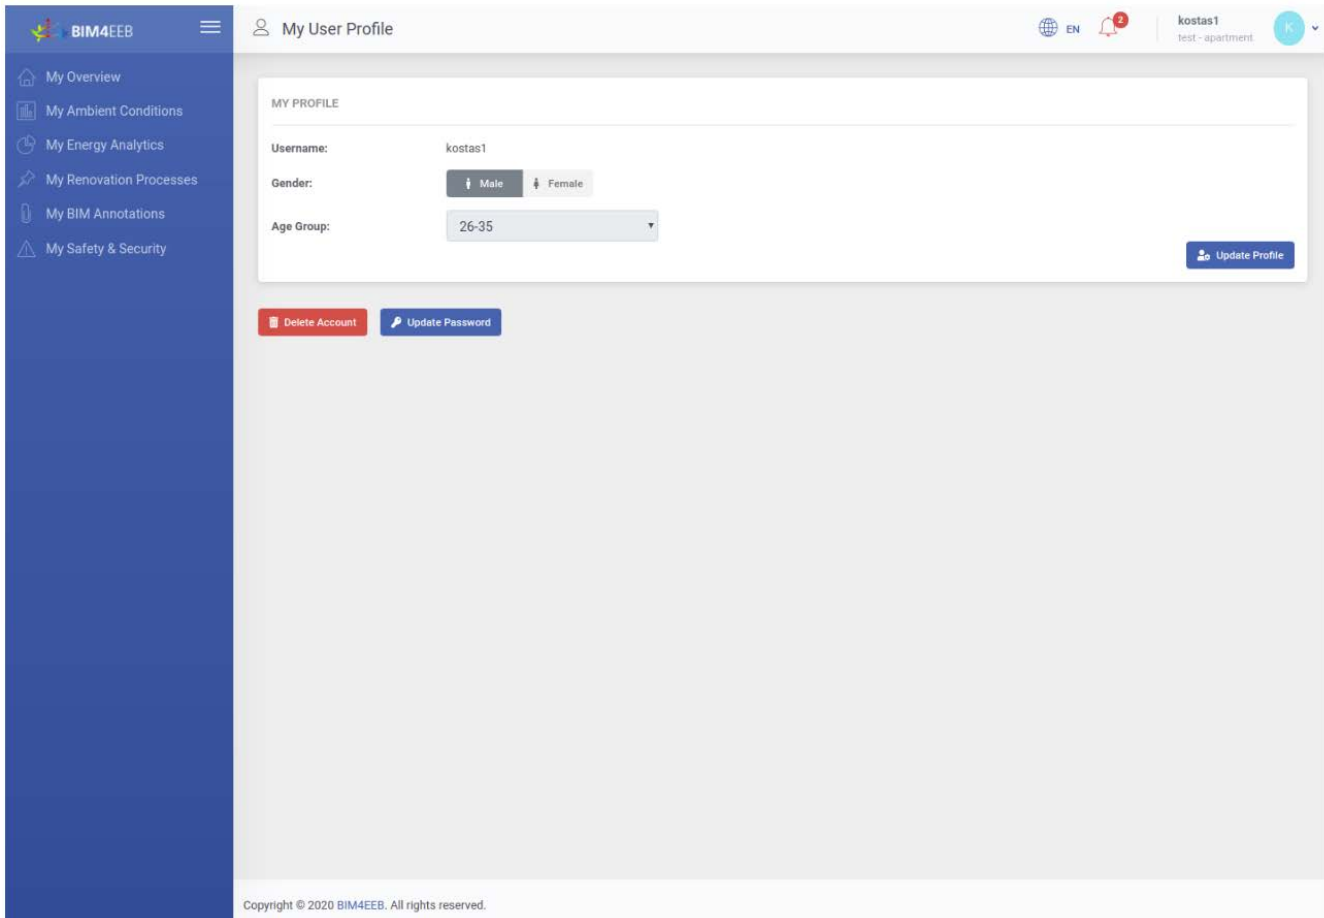 BIM4EEB
My User Profile
EN
2
kostas1
test - apartment
K
My Overview
My Ambient Conditions
My Energy Analytics
My Renovation Processes
My BIM Annotations
My Safety & Security
MY PROFILE
Username: kostas1
Gender: Male Female
Age Group: 26-35
Update Profile
Delete Account Update Password
Copyright © 2020 BIM4EEB. All rights reserved.